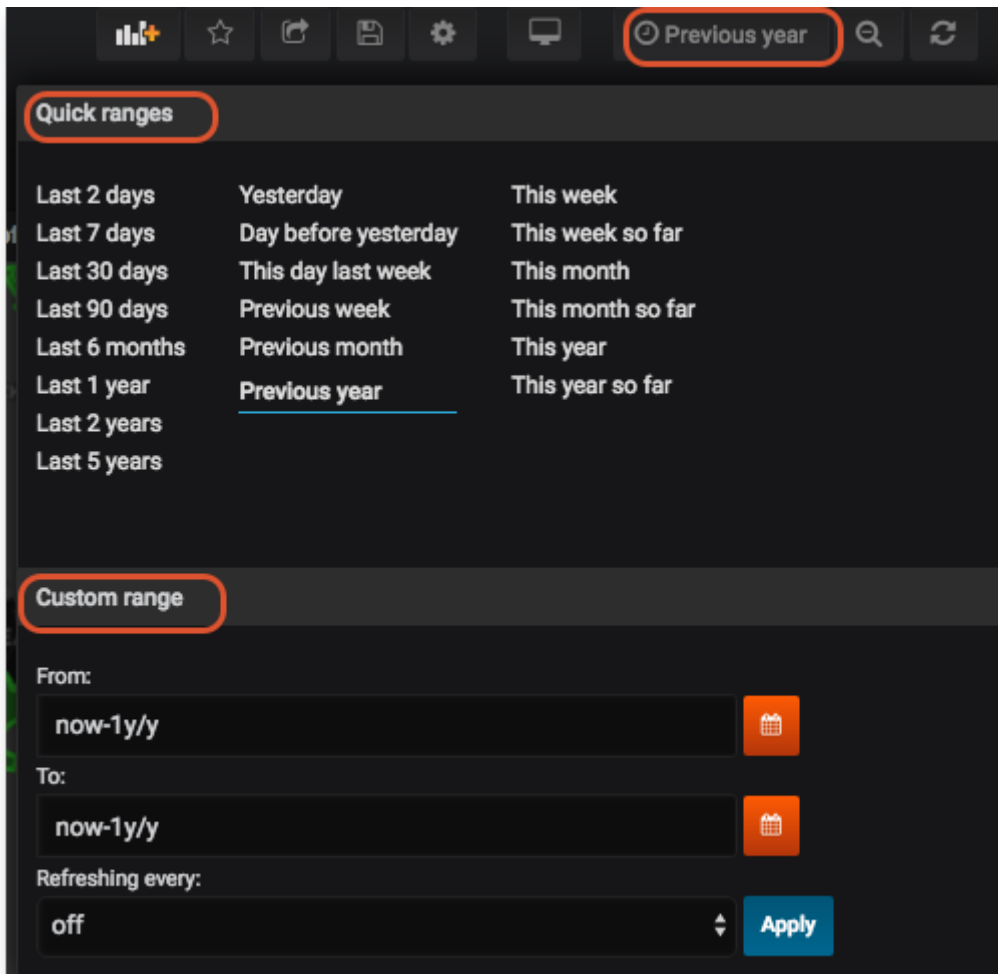 Previous year
Quick ranges
Last 2 days Yesterday This week
Last 7 days Day before yesterday This week so far
Last 30 days This day last week This month
Last 90 days Previous week This month so far
Last 6 months Previous month This year
Last 1 year Previous year This year so far
Last 2 years
Last 5 years
Custom range
From:
now-1y/y
To:
now-1y/y
Refreshing every:
off Apply